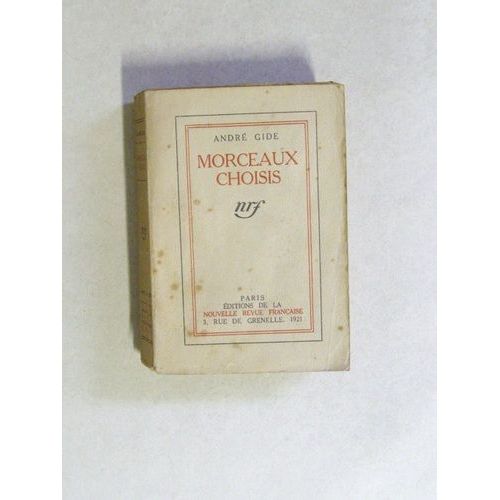 ANDRÉ GIDE
MORCEAUX
CHOISIS
nrf
PARIS
ÉDITIONS DE LA
NOUVELLE REVUE FRANÇAISE
3, RUE DE GRENELLE. 1921